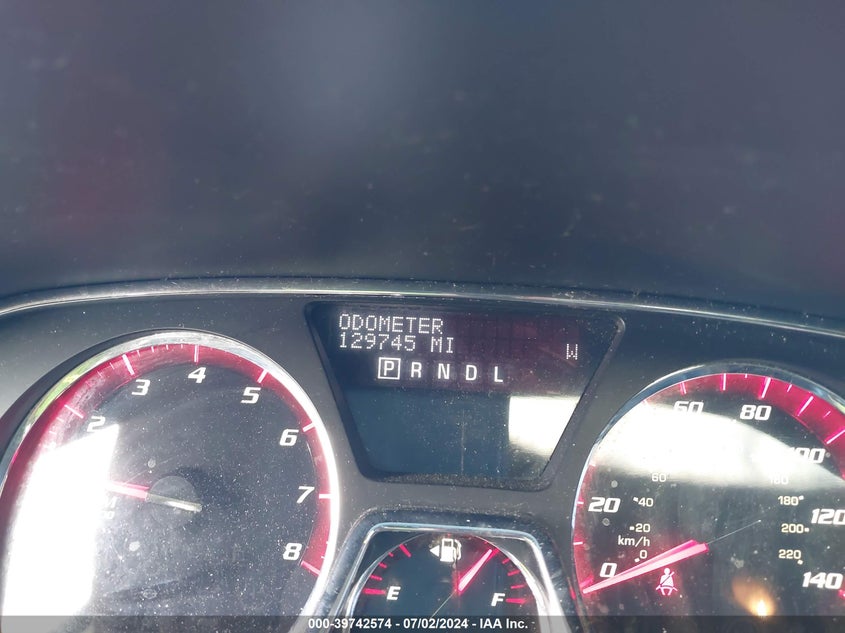 ODOMETER
129745 MI
W
P R N D L
2 3 4 5 6 7 8
0 20 60 80 100 120 140
km/h
0 20 40 60 160 180 200 220
E F
000-39742574 / 07/02/2024 - IAA Inc.